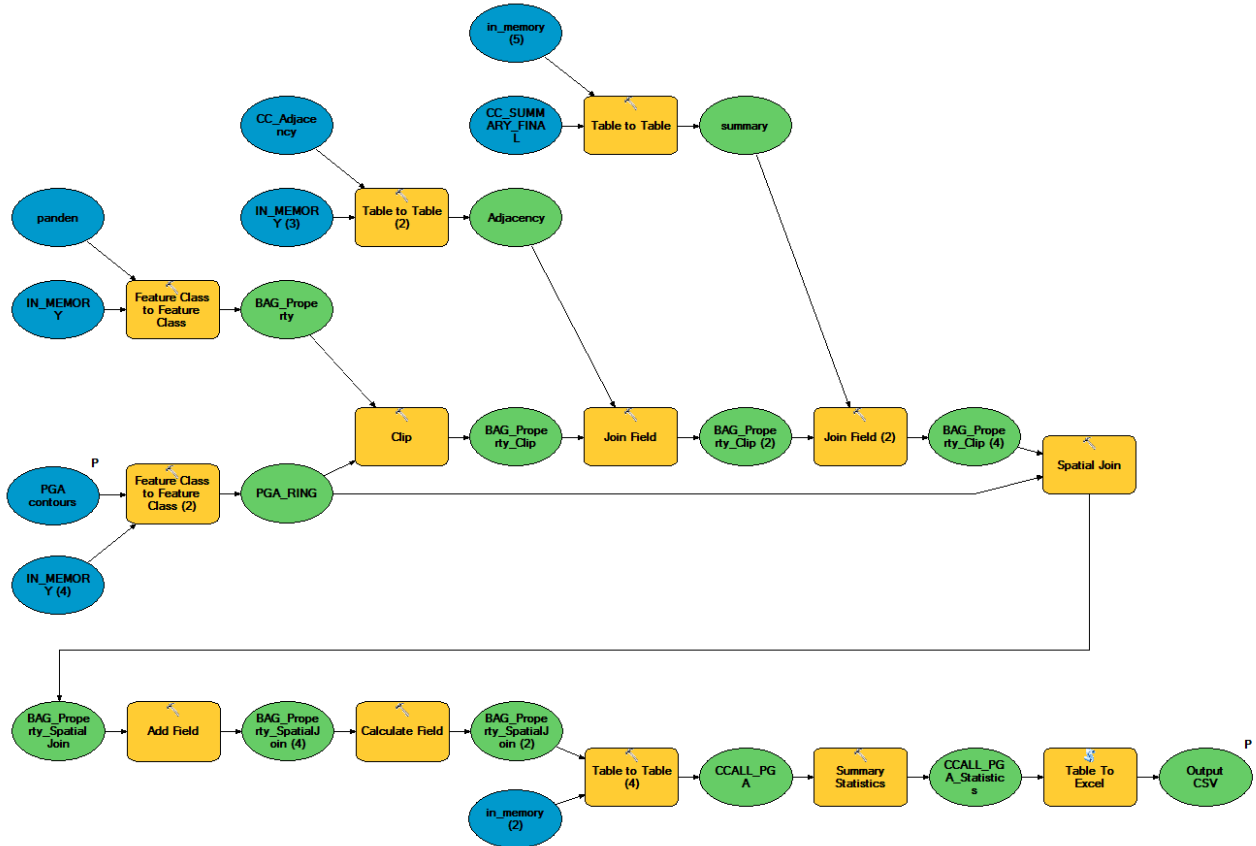 in_memory
(5)
CC_SUMM
ARY_FINA
L
Table to Table
summary
CC_Adjace
ncy
IN_MEMOR
Y (3)
Table to Table
(2)
Adjacency
panden
IN_MEMOR
Y
Feature Class
to Feature
Class
BAG_Prope
rty
Clip
BAG_Prope
rty_Clip
Join Field
BAG_Prope
rty_Clip (2)
Join Field (2)
BAG_Prope
rty_Clip (4)
Spatial Join
P
PGA
contours
Feature Class
to Feature
Class (2)
PGA_RING
IN_MEMOR
Y (4)
BAG_Prope
rty_Spatial
Join
Add Field
BAG_Prope
rty_SpatialJ
oin (4)
Calculate Field
BAG_Prope
rty_SpatialJ
oin (2)
in_memory
(2)
Table to Table
(4)
CCALL_PG
A
Summary
Statistics
CCALL_PG
A_Statistic
s
Table To
Excel
P
Output
CSV